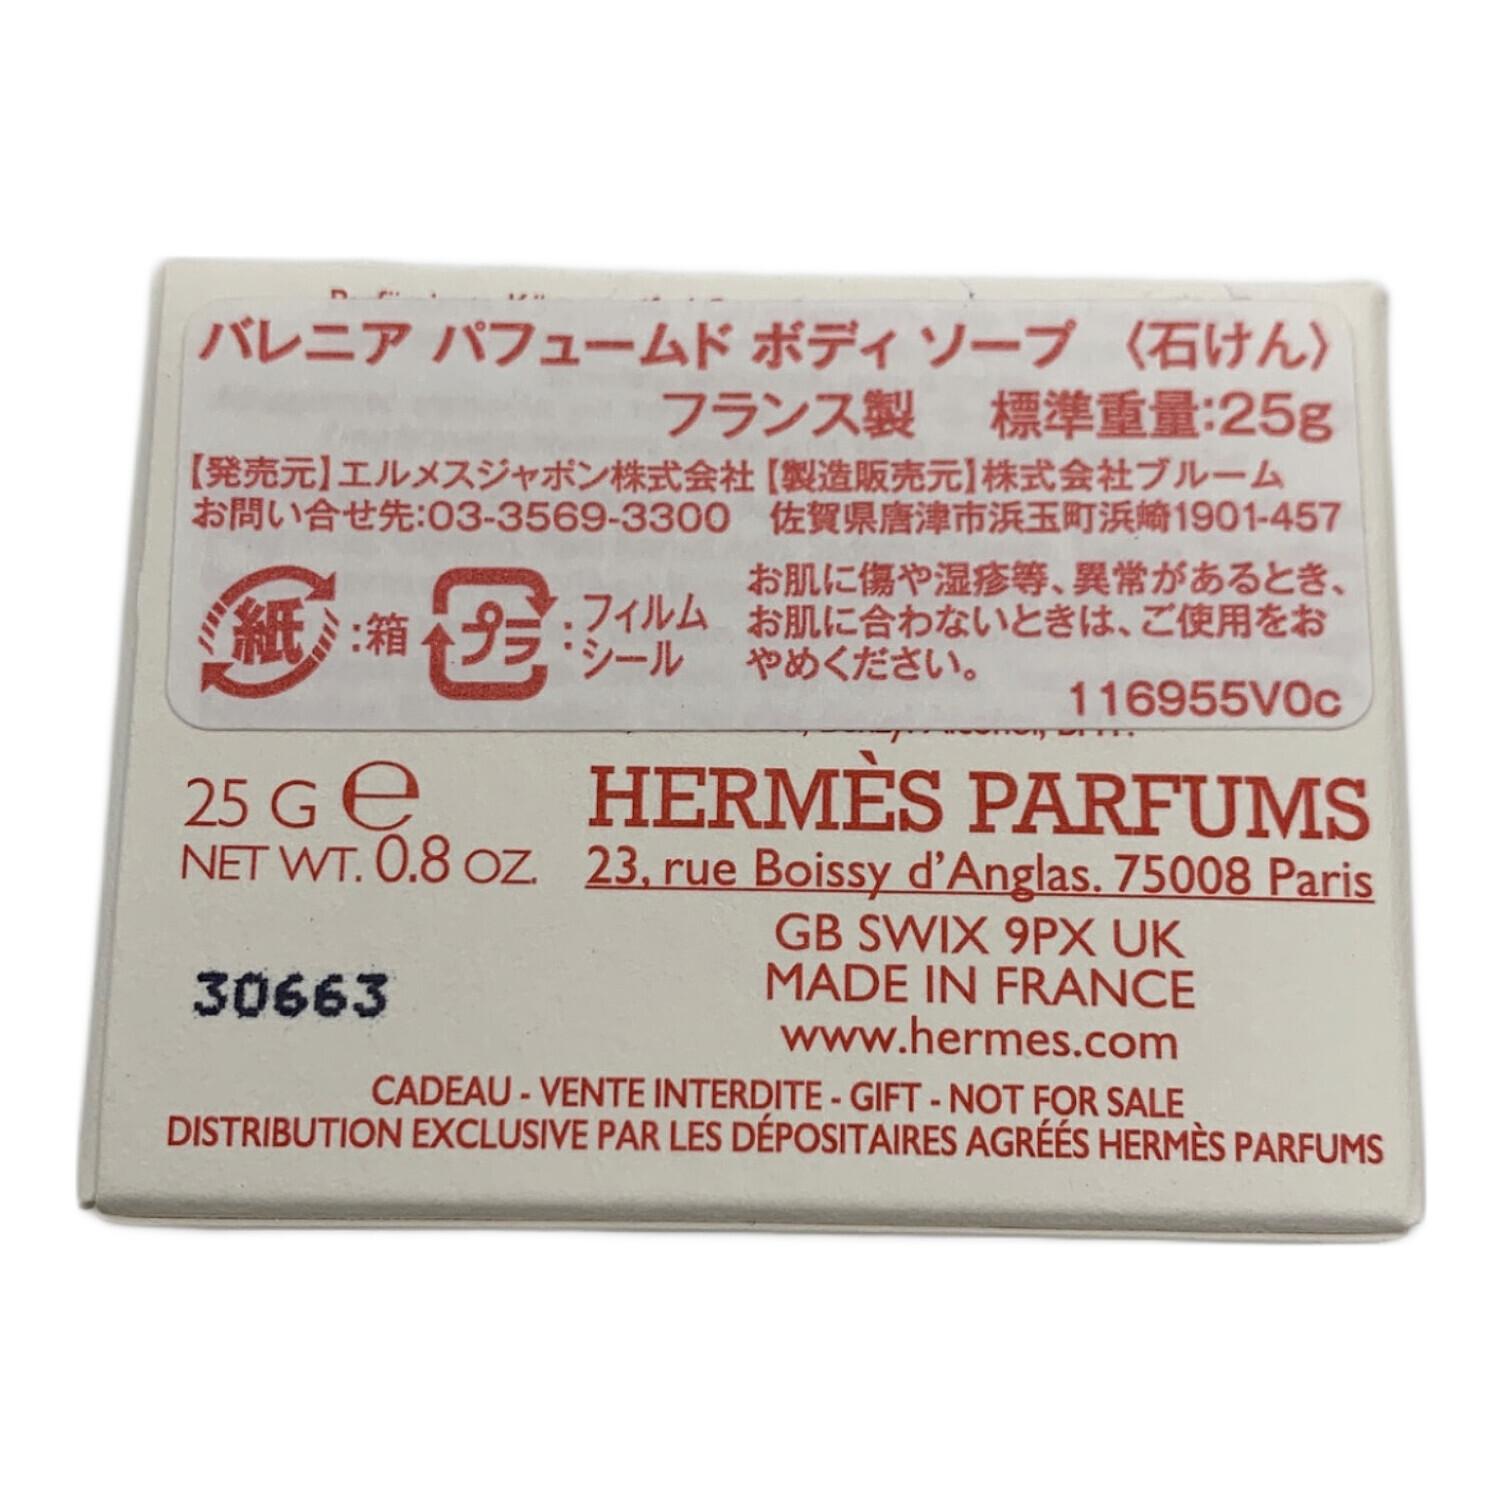 バレニア パフュームド ボディ ソープ 〈石けん〉
フランス製 標準重量:25g
【発売元】エルメスジャポン株式会社【製造販売元】株式会社ブルーム
お問い合せ先:03-3569-3300 佐賀県唐津市浜玉町浜崎1901-457
紙 :箱
プラ :フィルム
シール
お肌に傷や湿疹等、異常があるとき、
お肌に合わないときは、ご使用をお
やめください。
116955V0c
25 G ℮
NET WT. 0.8 OZ.
HERMÈS PARFUMS
23, rue Boissy d'Anglas. 75008 Paris
GB SW1X 9PX UK
MADE IN FRANCE
www.hermes.com
30663
CADEAU - VENTE INTERDITE - GIFT - NOT FOR SALE
DISTRIBUTION EXCLUSIVE PAR LES DÉPOSITAIRES AGRÉÉS HERMÈS PARFUMS